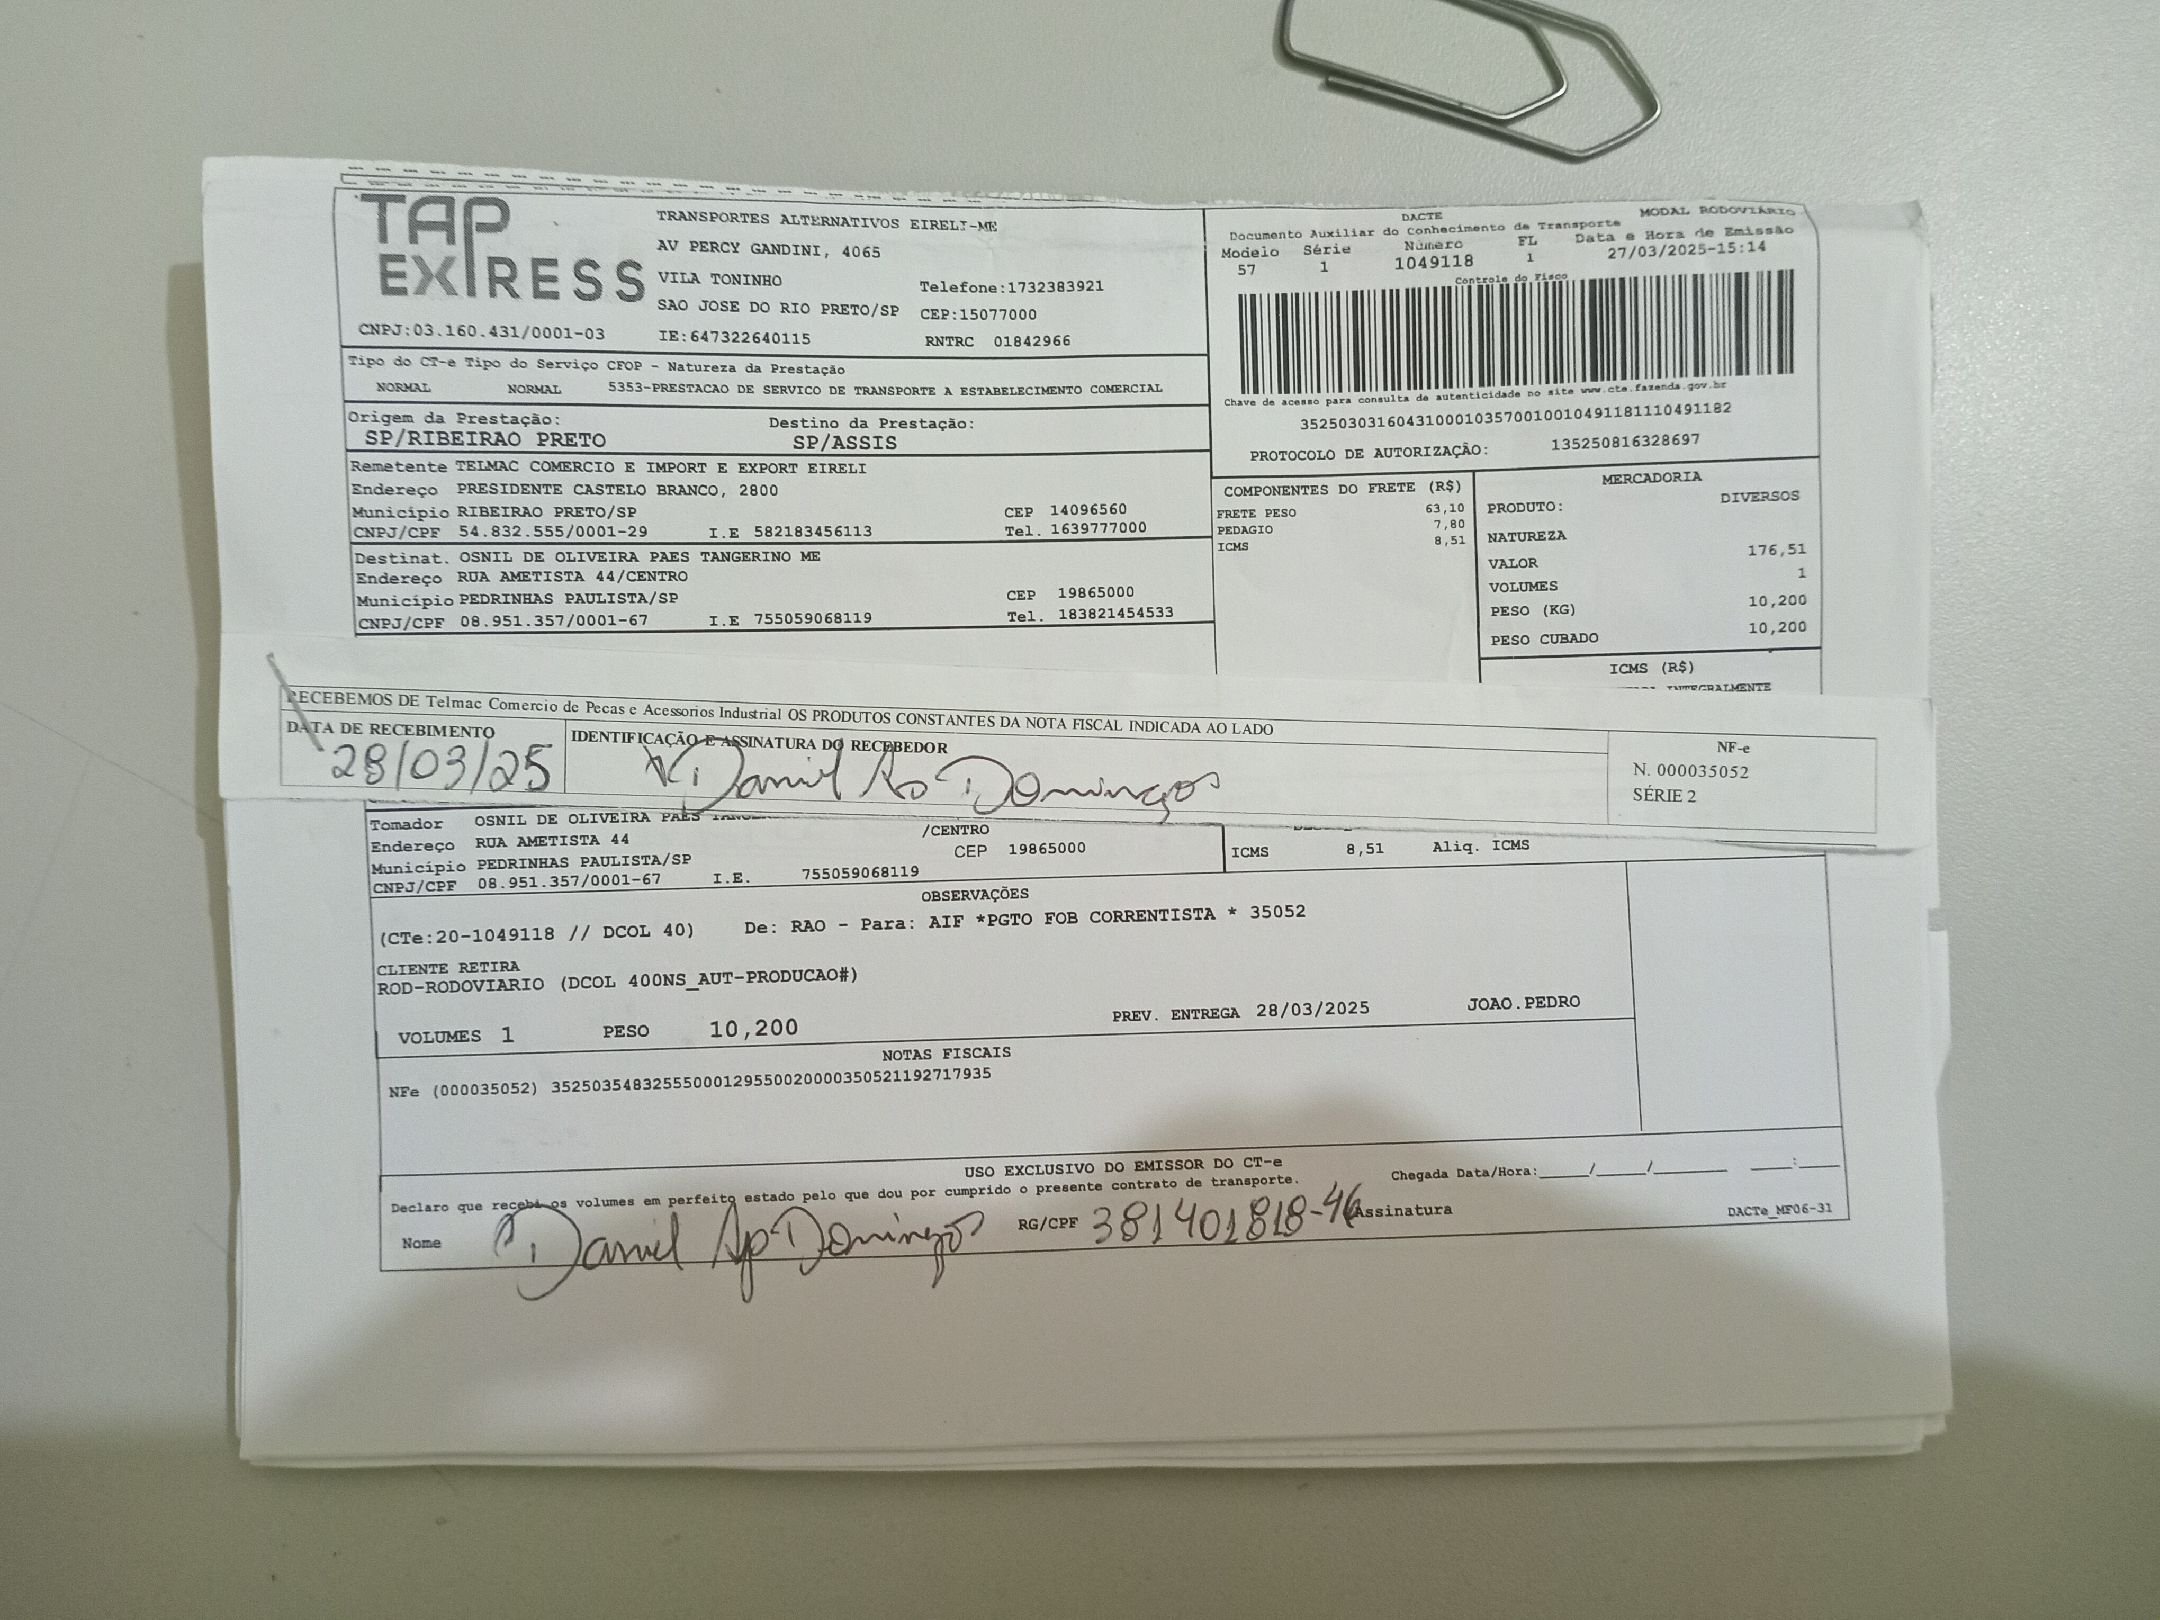 TAP EXPRESS
TRANSPORTES ALTERNATIVOS EIRELI-ME
AV PERCY GANDINI, 4065
VILA TONINHO Telefone:1732383921
SAO JOSE DO RIO PRETO/SP CEP:15077000
CNPJ:03.160.431/0001-03 IE:647322640115 RNTRC 01842966
DACTE MODAL RODOVIÁRIO
Documento Auxiliar do Conhecimento de Transporte
Modelo Série Número FL Data e Hora de Emissão
57 1 1049118 1 27/03/2025-15:14
Controle do Fisco
Chave de acesso para consulta de autenticidade no site www.cte.fazenda.gov.br
35250303160431000103570010010491181110491182
PROTOCOLO DE AUTORIZAÇÃO: 135250816328697
Tipo do CT-e Tipo do Serviço CFOP - Natureza da Prestação
NORMAL NORMAL 5353-PRESTACAO DE SERVICO DE TRANSPORTE A ESTABELECIMENTO COMERCIAL
Origem da Prestação: Destino da Prestação:
SP/RIBEIRAO PRETO SP/ASSIS
Remetente TELMAC COMERCIO E IMPORT E EXPORT EIRELI
Endereço PRESIDENTE CASTELO BRANCO, 2800
Município RIBEIRAO PRETO/SP CEP 14096560
CNPJ/CPF 54.832.555/0001-29 I.E 582183456113 Tel. 1639777000
Destinat. OSNIL DE OLIVEIRA PAES TANGERINO ME
Endereço RUA AMETISTA 44/CENTRO
Município PEDRINHAS PAULISTA/SP CEP 19865000
CNPJ/CPF 08.951.357/0001-67 I.E 755059068119 Tel. 183821454533
COMPONENTES DO FRETE (R$)
FRETE PESO 63,10
PEDAGIO 7,80
ICMS 8,51
MERCADORIA
PRODUTO: DIVERSOS
NATUREZA
VALOR 176,51
VOLUMES 1
PESO (KG) 10,200
PESO CUBADO 10,200
ICMS (R$)
INTEGRALMENTE
RECEBEMOS DE Telmac Comercio de Pecas e Acessorios Industrial OS PRODUTOS CONSTANTES DA NOTA FISCAL INDICADA AO LADO
DATA DE RECEBIMENTO IDENTIFICAÇÃO E ASSINATURA DO RECEBEDOR
28/03/25 Daniel Ap Domingos
NF-e
N. 000035052
SÉRIE 2
Tomador OSNIL DE OLIVEIRA PAES
Endereço RUA AMETISTA 44 /CENTRO
Município PEDRINHAS PAULISTA/SP CEP 19865000
CNPJ/CPF 08.951.357/0001-67 I.E. 755059068119
ICMS 8,51 Aliq. ICMS
OBSERVAÇÕES
(CTe:20-1049118 // DCOL 40) De: RAO - Para: AIF *PGTO FOB CORRENTISTA * 35052
CLIENTE RETIRA
ROD-RODOVIARIO (DCOL 400NS_AUT-PRODUCAO#)
VOLUMES 1 PESO 10,200 PREV. ENTREGA 28/03/2025 JOAO.PEDRO
NOTAS FISCAIS
NFe (000035052) 35250354832555000129550020000350521192717935
USO EXCLUSIVO DO EMISSOR DO CT-e
Declaro que recebi os volumes em perfeito estado pelo que dou por cumprido o presente contrato de transporte. Chegada Data/Hora:_____/_____/_______ ____:____
Nome Daniel Ap Domingos RG/CPF 381401818-46 Assinatura
DACTe_MF06-31